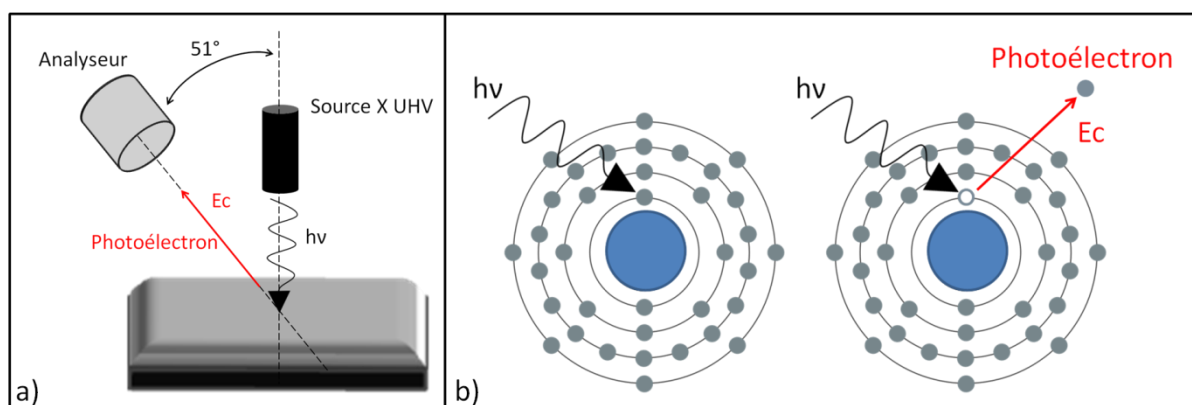 51°
Analyseur
Source X UHV
Ec
hν
Photoélectron
a)
hν
hν
Photoélectron
Ec
b)